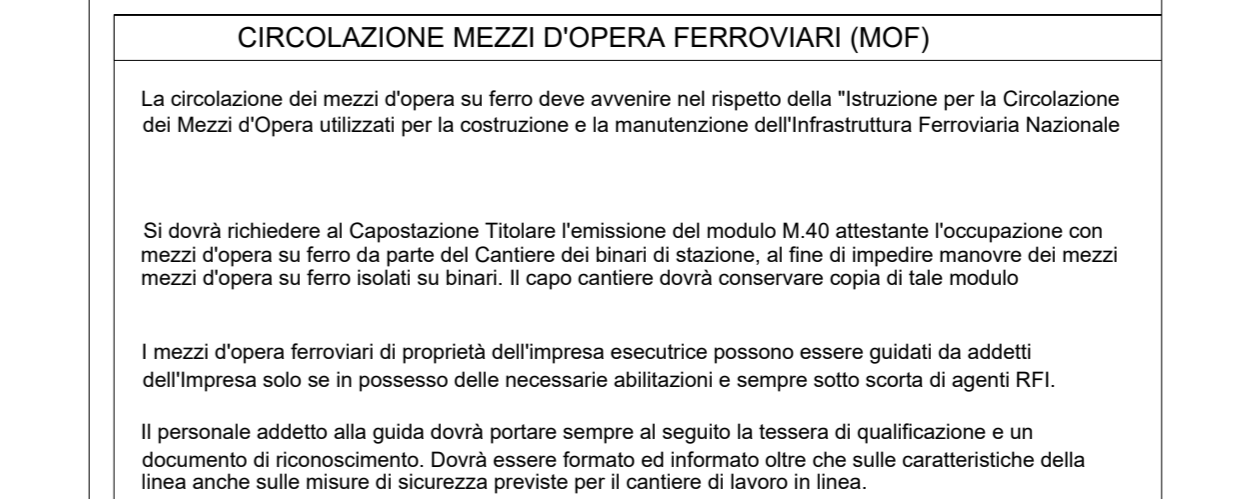 CIRCOLAZIONE MEZZI D'OPERA FERROVIARI (MOF)
La circolazione dei mezzi d'opera su ferro deve avvenire nel rispetto della "Istruzione per la Circolazione
dei Mezzi d'Opera utilizzati per la costruzione e la manutenzione dell'Infrastruttura Ferroviaria Nazionale
Si dovrà richiedere al Capostazione Titolare l'emissione del modulo M.40 attestante l'occupazione con
mezzi d'opera su ferro da parte del Cantiere dei binari di stazione, al fine di impedire manovre dei mezzi
mezzi d'opera su ferro isolati su binari. Il capo cantiere dovrà conservare copia di tale modulo
I mezzi d'opera ferroviari di proprietà dell'impresa esecutrice possono essere guidati da addetti
dell'Impresa solo se in possesso delle necessarie abilitazioni e sempre sotto scorta di agenti RFI.
Il personale addetto alla guida dovrà portare sempre al seguito la tessera di qualificazione e un
documento di riconoscimento. Dovrà essere formato ed informato oltre che sulle caratteristiche della
linea anche sulle misure di sicurezza previste per il cantiere di lavoro in linea.